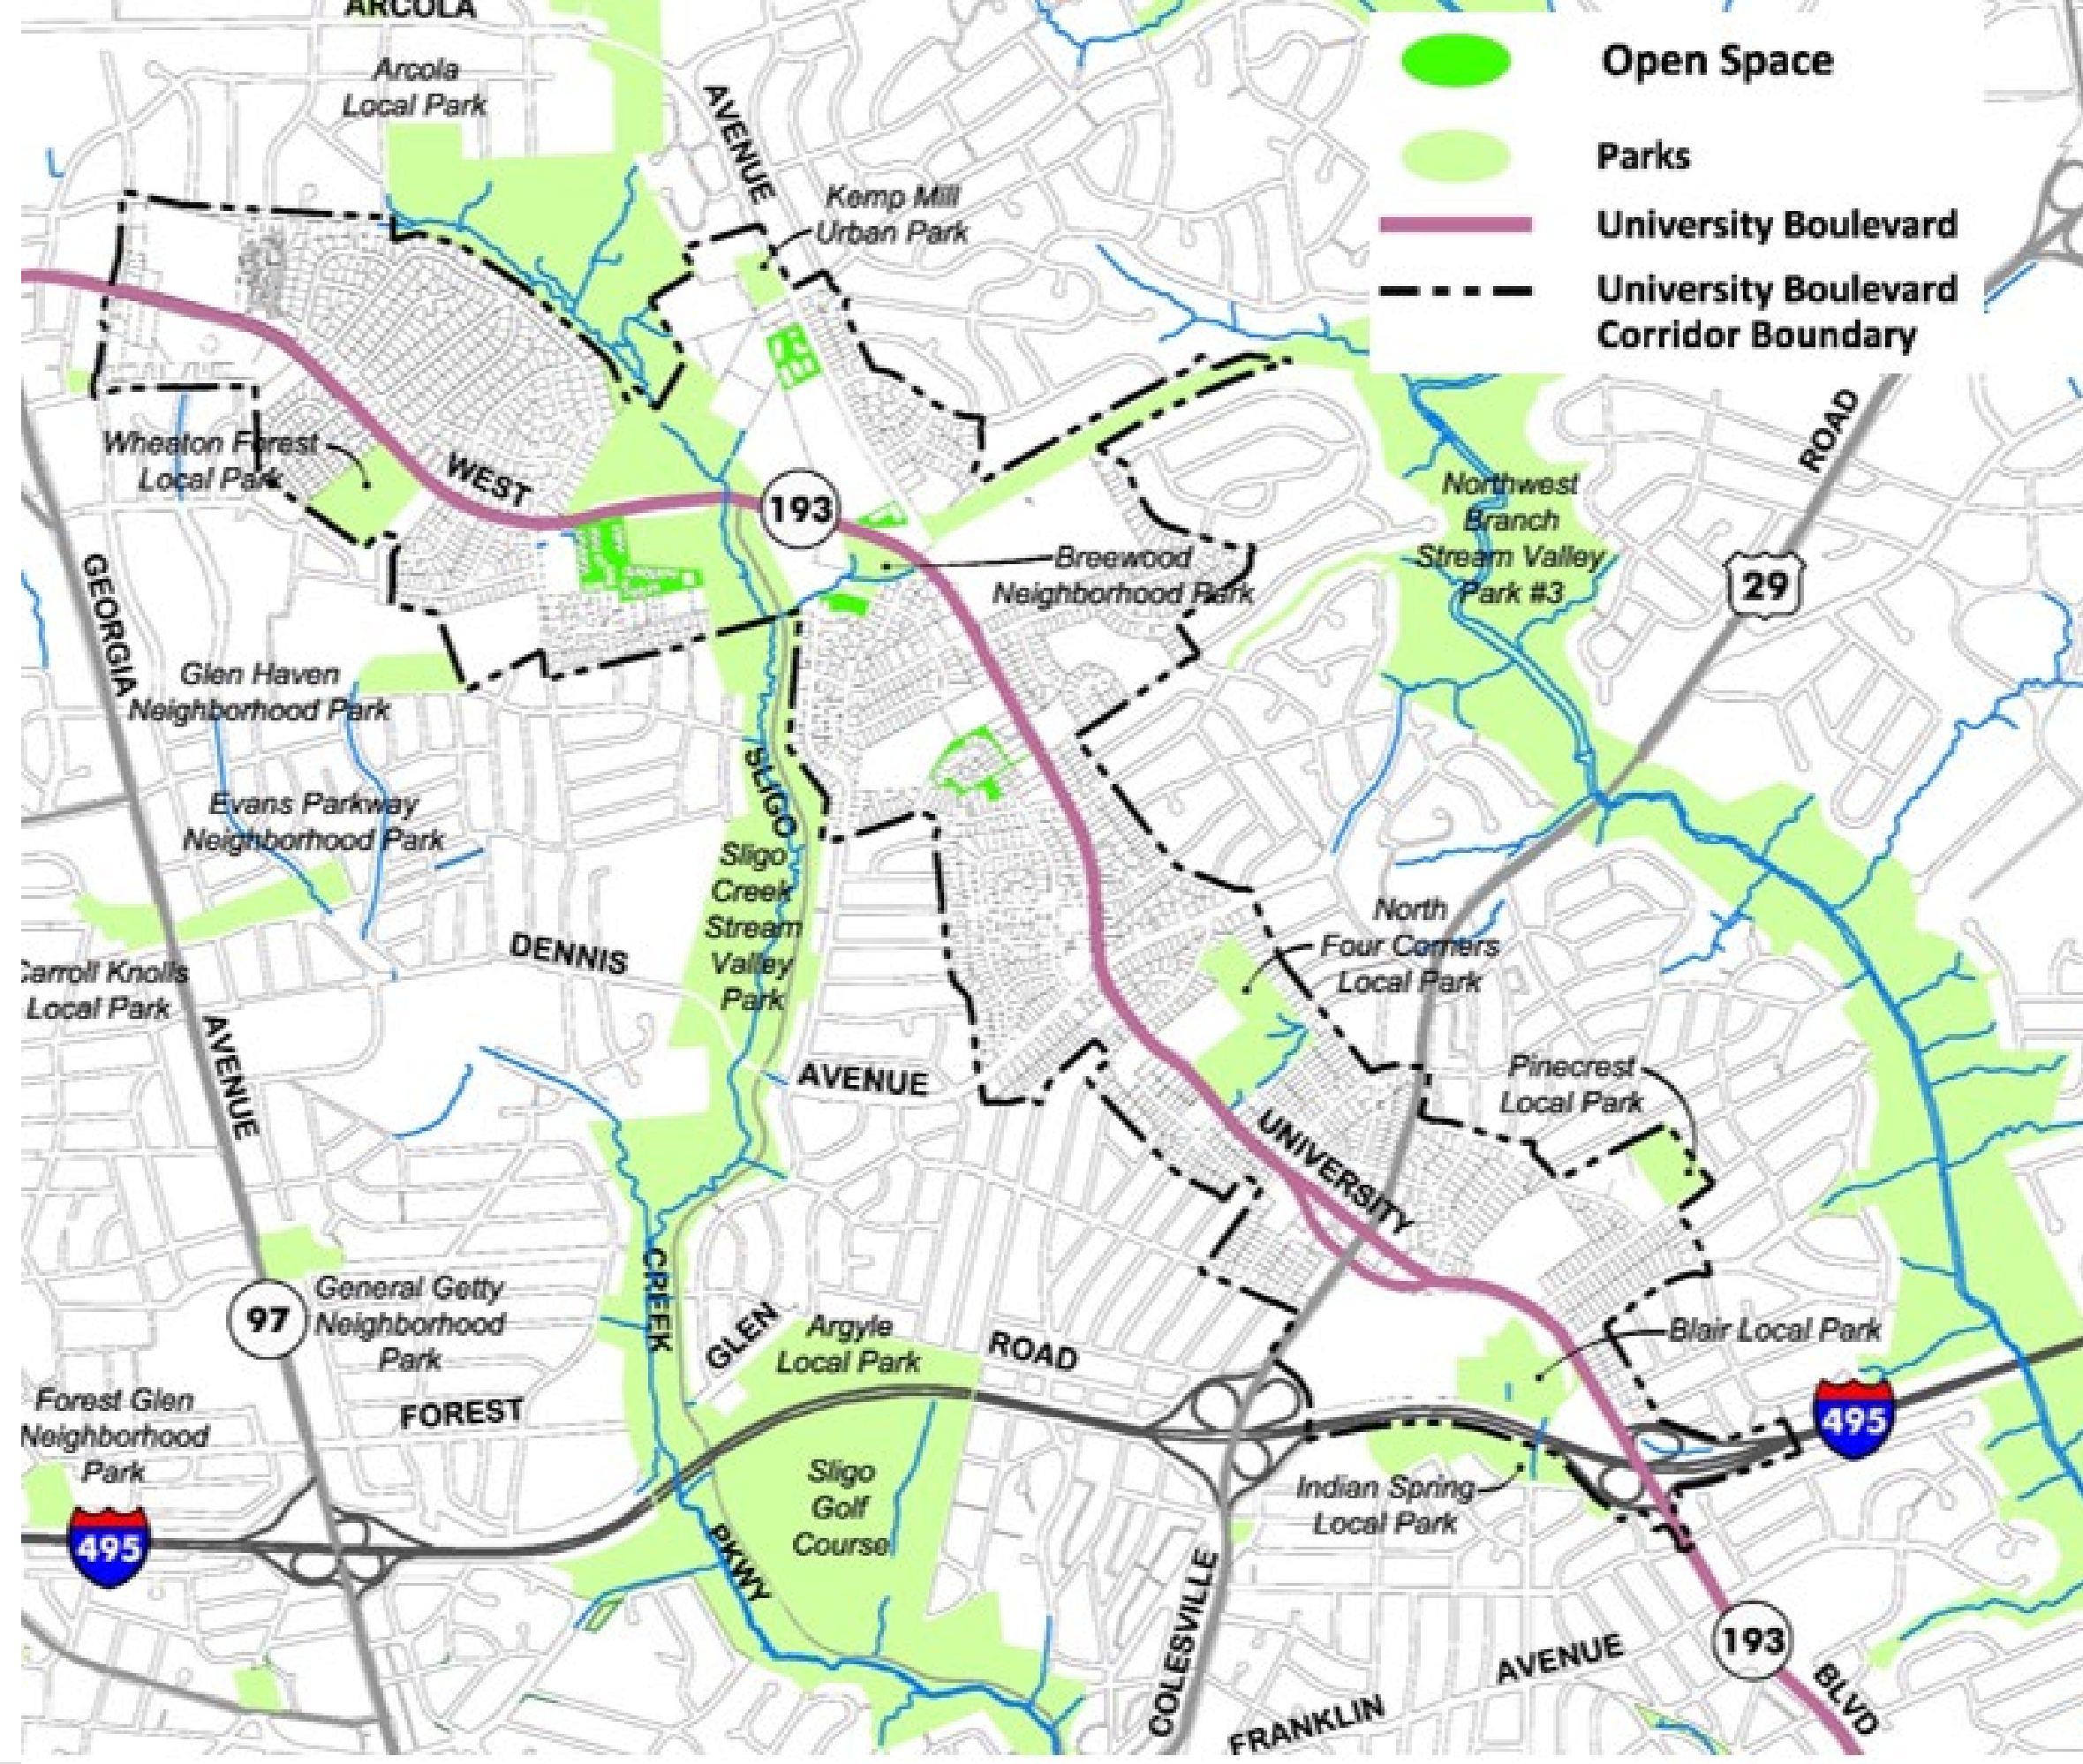 ARCOLA
Arcola
Local Park
AVENUE
Kemp Mill
Urban Park
Open Space
Parks
University Boulevard
University Boulevard
Corridor Boundary
Wheaton Forest
Local Park
WEST
193
ROAD
Northwest
Branch
Stream Valley
Park #3
29
Breewood
Neighborhood Park
GEORGIA
Glen Haven
Neighborhood Park
SLIGO
Evans Parkway
Neighborhood Park
Sligo
Creek
Stream
Valley
Park
DENNIS
North
Four Corners
Local Park
Carroll Knolls
Local Park
AVENUE
AVENUE
Pinecrest
Local Park
UNIVERSITY
97
General Getty
Neighborhood
Park
CREEK
GLEN
Argyle
Local Park
ROAD
Blair Local Park
Forest Glen
Neighborhood
Park
FOREST
495
Sligo
Golf
Course
Indian Spring
Local Park
495
PKWY
COLESVILLE
193
AVENUE
FRANKLIN
BLVD